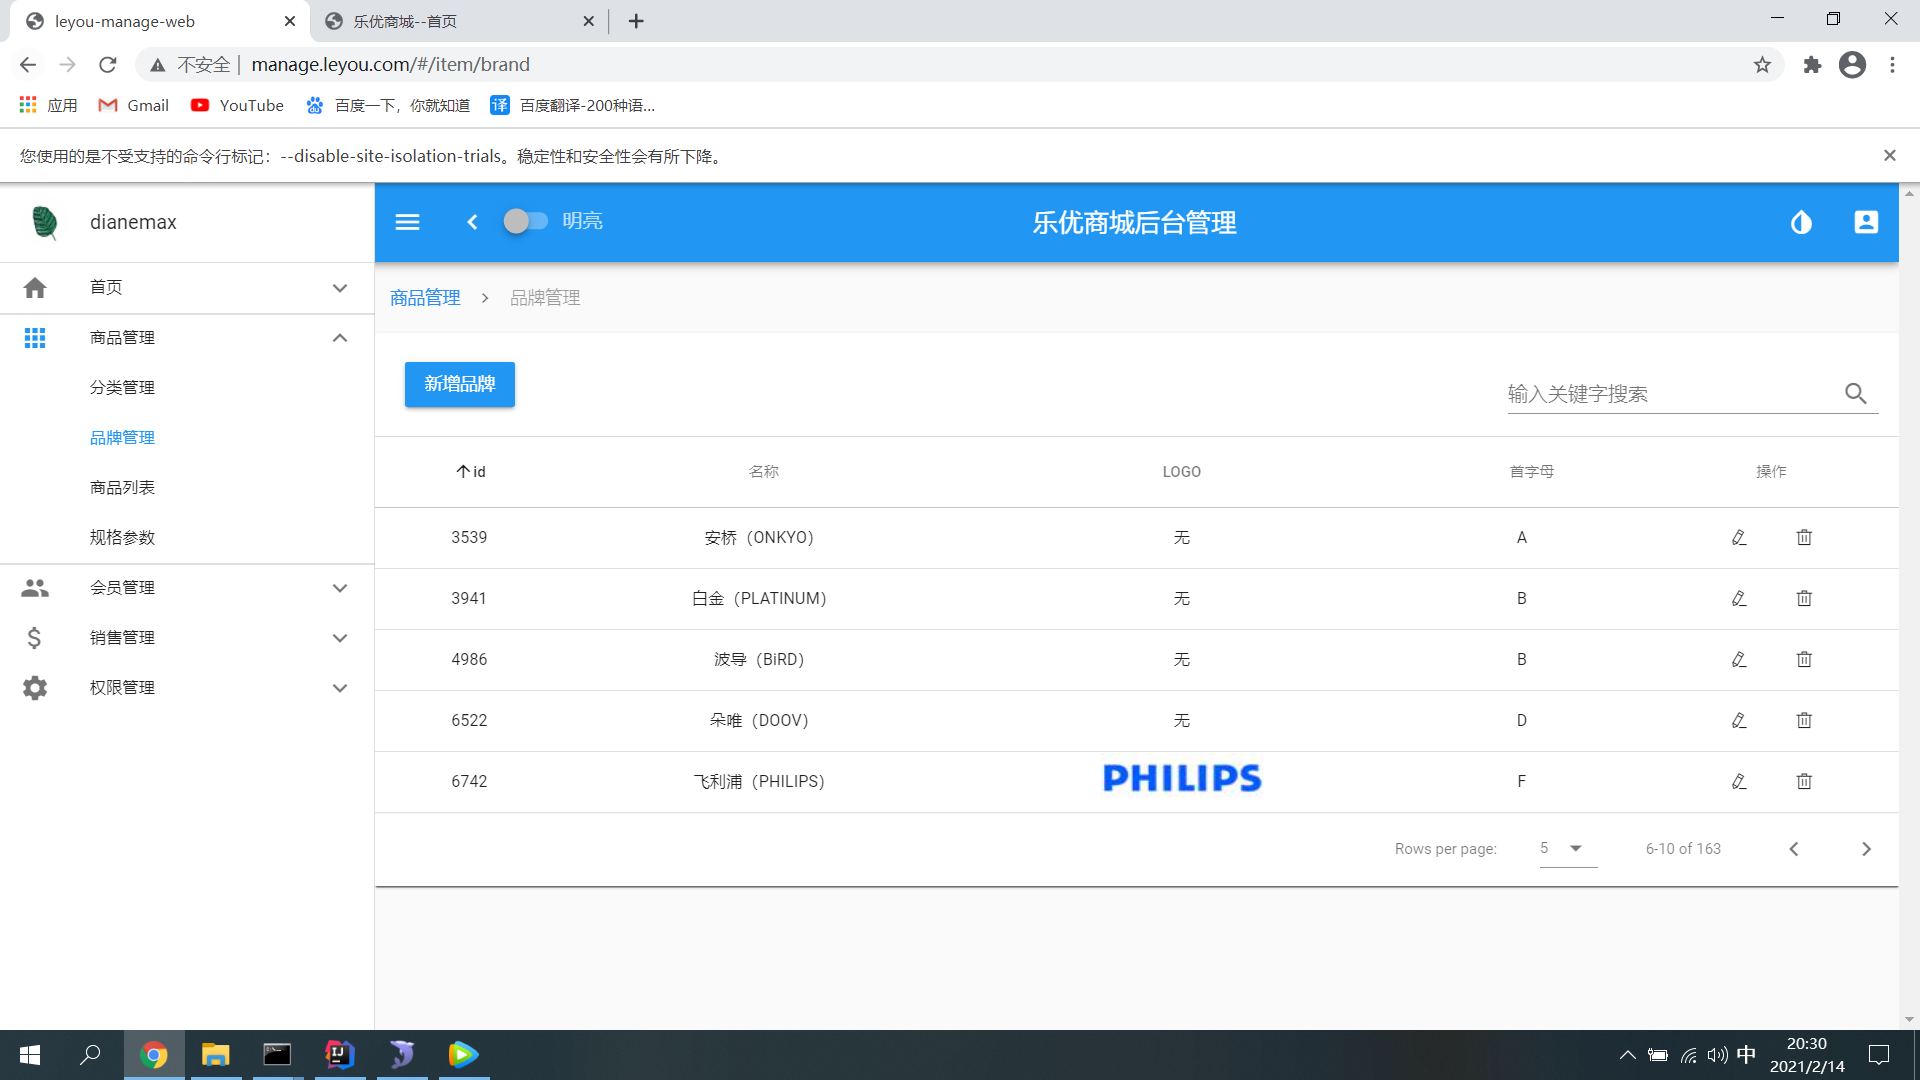 leyou-manage-web
乐优商城--首页
不安全 | manage.leyou.com/#/item/brand
应用 Gmail YouTube 百度一下，你就知道 译 百度翻译-200种语...
您使用的是不受支持的命令行标记：--disable-site-isolation-trials。稳定性和安全性会有所下降。
dianemax
明亮
乐优商城后台管理
首页
商品管理
分类管理
品牌管理
商品列表
规格参数
会员管理
销售管理
权限管理
商品管理 > 品牌管理
新增品牌
输入关键字搜索
id 名称 LOGO 首字母 操作
3539 安桥（ONKYO） 无 A
3941 白金（PLATINUM） 无 B
4986 波导（BiRD） 无 B
6522 朵唯（DOOV） 无 D
6742 飞利浦（PHILIPS） PHILIPS F
Rows per page: 5 6-10 of 163
IJ
中
20:30
2021/2/14